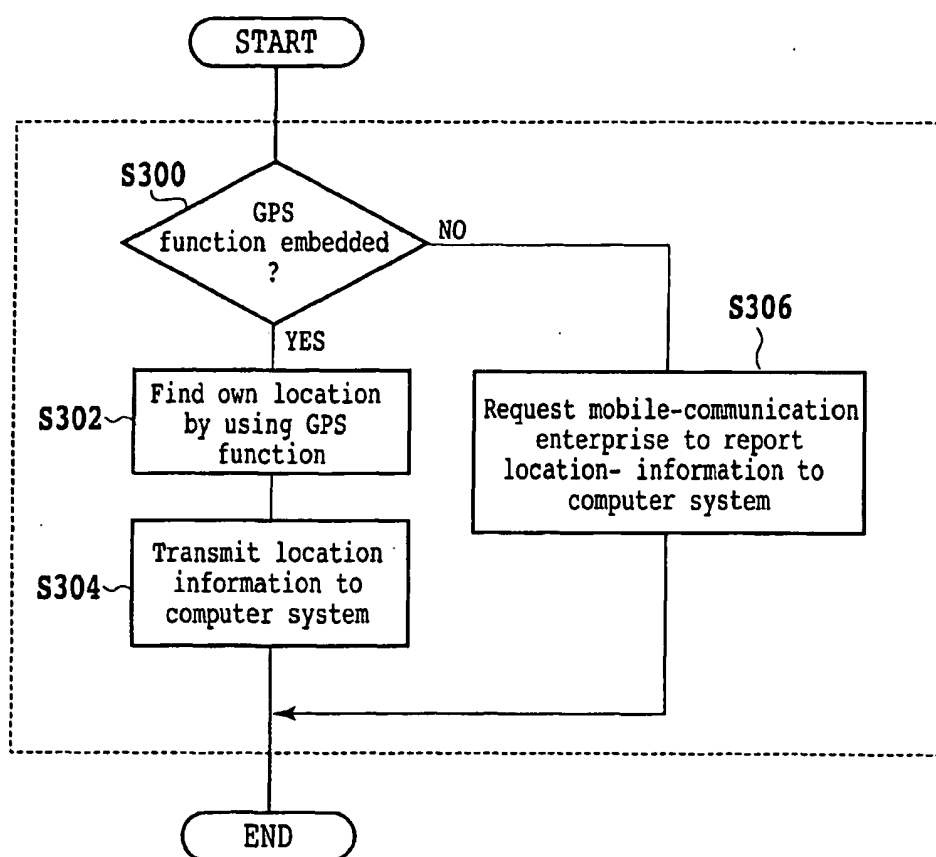 START
S300
GPS
function embedded
?
NO
YES
S302
Find own location
by using GPS
function
S306
Request mobile-communication
enterprise to report
location- information to
computer system
S304
Transmit location
information to
computer system
END